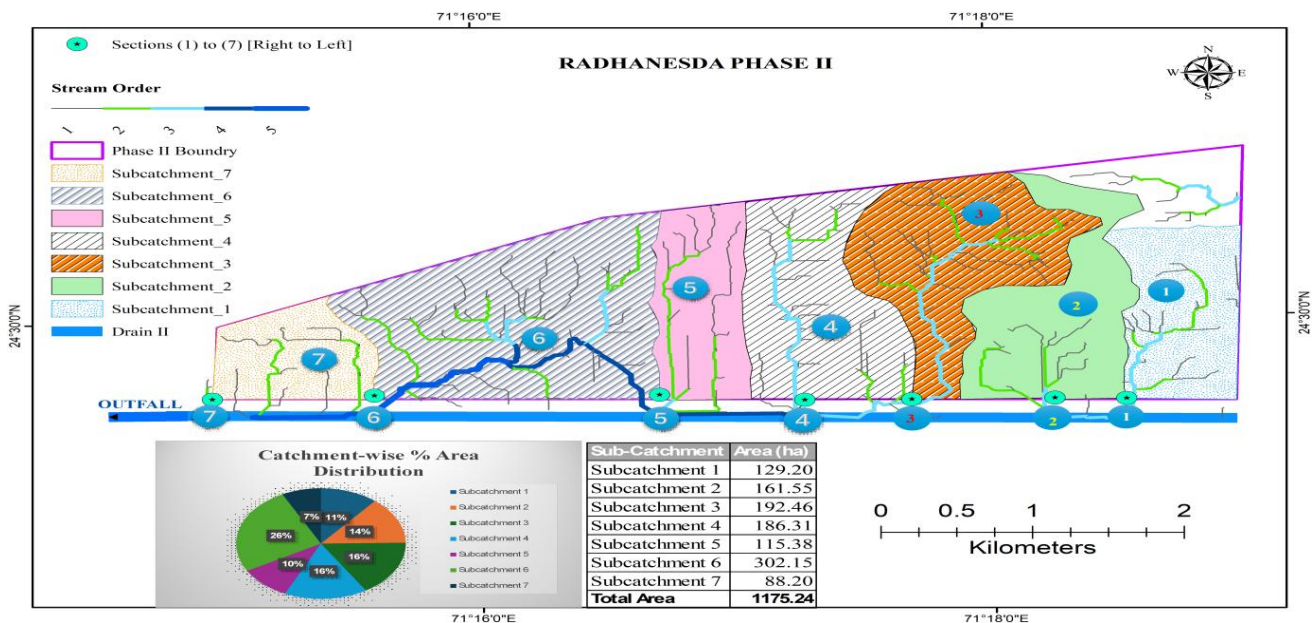 71°16'0"E
71°18'0"E
Sections (1) to (7) [Right to Left]
RADHANESDA PHASE II
N
W
E
S
Stream Order
1
2
3
4
5
Phase II Boundry
Subcatchment_7
Subcatchment_6
Subcatchment_5
Subcatchment_4
Subcatchment_3
Subcatchment_2
Subcatchment_1
Drain II
24°30'0"N
24°30'0"N
3
5
1
2
4
6
7
OUTFALL
7
6
5
4
3
2
1
Catchment-wise % Area
Distribution
7%
11%
14%
16%
16%
10%
26%
Subcatchment 1
Subcatchment 2
Subcatchment 3
Subcatchment 4
Subcatchment 5
Subcatchment 6
Subcatchment 7
Sub-Catchment Area (ha)
Subcatchment 1 129.20
Subcatchment 2 161.55
Subcatchment 3 192.46
Subcatchment 4 186.31
Subcatchment 5 115.38
Subcatchment 6 302.15
Subcatchment 7 88.20
Total Area 1175.24
0 0.5 1 2
Kilometers
71°16'0"E
71°18'0"E